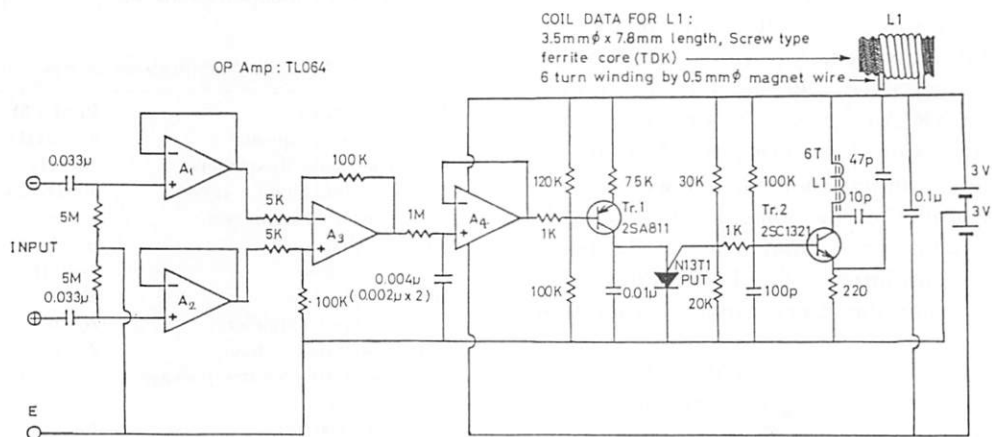 COIL DATA FOR L1 :
3.5mmφ x 7.8mm length, Screw type
ferrite core (TDK)
6 turn winding by 0.5mmφ magnet wire
L1
OP Amp : TL064
0.033μ
A1
100K
6T
47p
3V
5M
5K
120K
7.5K
30K
100K
L1
10p
0.1μ
1M
A4
Tr.1
2SA811
Tr.2
2SC1321
3V
A3
1K
1K
INPUT
5K
0.004μ
(0.002μ x 2)
N13T1
PUT
5M
A2
100K
100K
0.01μ
20K
100p
220
0.033μ
E